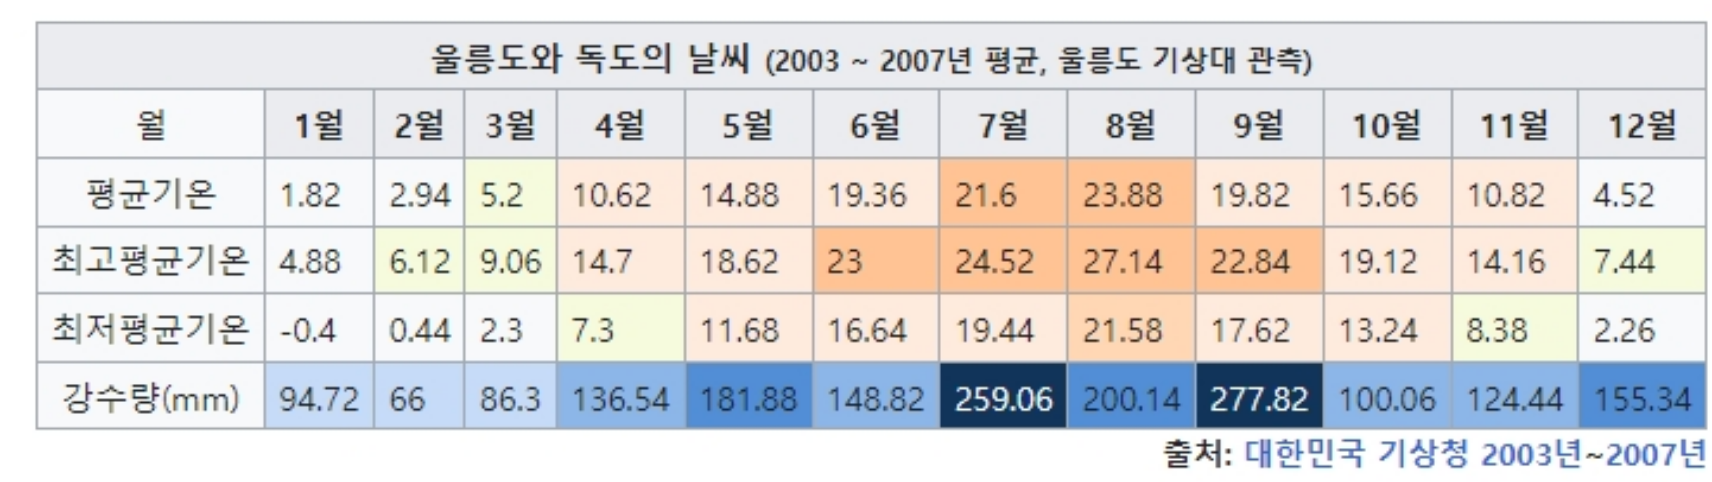 울릉도와 독도의 날씨 (2003 ~ 2007년 평균, 울릉도 기상대 관측)
월 1월 2월 3월 4월 5월 6월 7월 8월 9월 10월 11월 12월
평균기온 1.82 2.94 5.2 10.62 14.88 19.36 21.6 23.88 19.82 15.66 10.82 4.52
최고평균기온 4.88 6.12 9.06 14.7 18.62 23 24.52 27.14 22.84 19.12 14.16 7.44
최저평균기온 -0.4 0.44 2.3 7.3 11.68 16.64 19.44 21.58 17.62 13.24 8.38 2.26
강수량(mm) 94.72 66 86.3 136.54 181.88 148.82 259.06 200.14 277.82 100.06 124.44 155.34
출처: 대한민국 기상청 2003년~2007년